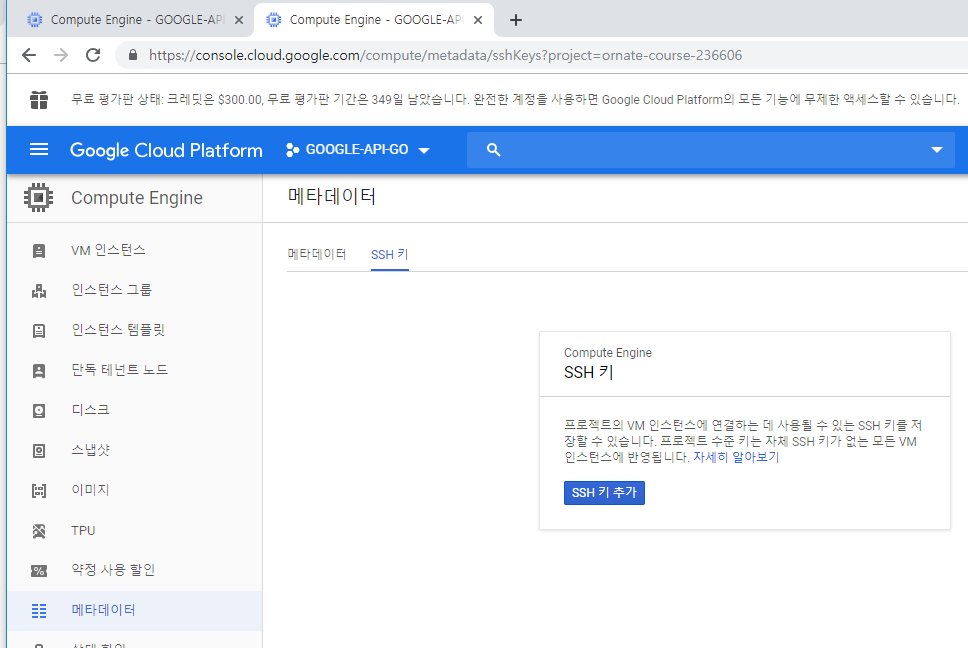 Compute Engine - GOOGLE-API
Compute Engine - GOOGLE-API
https://console.cloud.google.com/compute/metadata/sshKeys?project=ornate-course-236606
무료 평가판 상태: 크레딧은 $300.00, 무료 평가판 기간은 349일 남았습니다. 완전한 계정을 사용하면 Google Cloud Platform의 모든 기능에 무제한 액세스할 수 있습니다.
Google Cloud Platform
GOOGLE-API-GO
Compute Engine
메타데이터
VM 인스턴스
인스턴스 그룹
인스턴스 템플릿
단독 테넌트 노드
디스크
스냅샷
이미지
TPU
약정 사용 할인
메타데이터
메타데이터
SSH 키
Compute Engine
SSH 키
프로젝트의 VM 인스턴스에 연결하는 데 사용될 수 있는 SSH 키를 저
장할 수 있습니다. 프로젝트 수준 키는 자체 SSH 키가 없는 모든 VM
인스턴스에 반영됩니다. 자세히 알아보기
SSH 키 추가